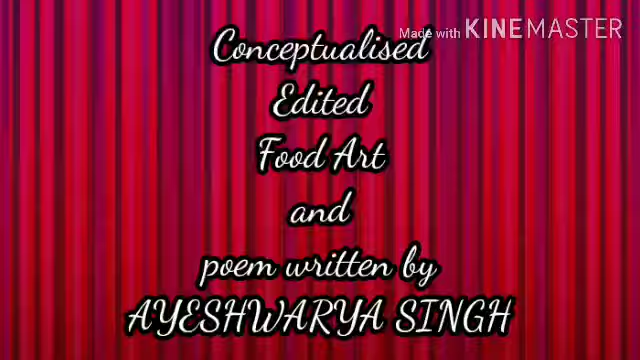 Made with KINEMASTER
Conceptualised
Edited
Food Art
and
poem written by
AYESHWARYA SINGH